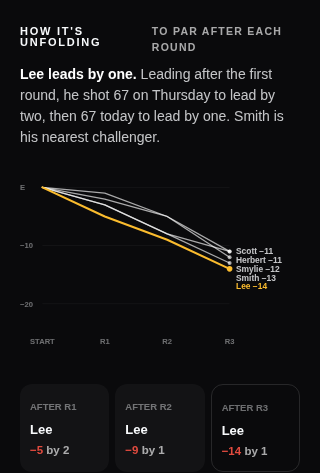 HOW IT'S
UNFOLDING
TO PAR AFTER EACH
ROUND
Lee leads by one. Leading after the first
round, he shot 67 on Thursday to lead by
two, then 67 today to lead by one. Smith is
his nearest challenger.
E
−10
−20
Scott −11
Herbert −11
Smylie −12
Smith −13
Lee −14
START R1 R2 R3
AFTER R1
Lee
−5 by 2
AFTER R2
Lee
−9 by 1
AFTER R3
Lee
−14 by 1